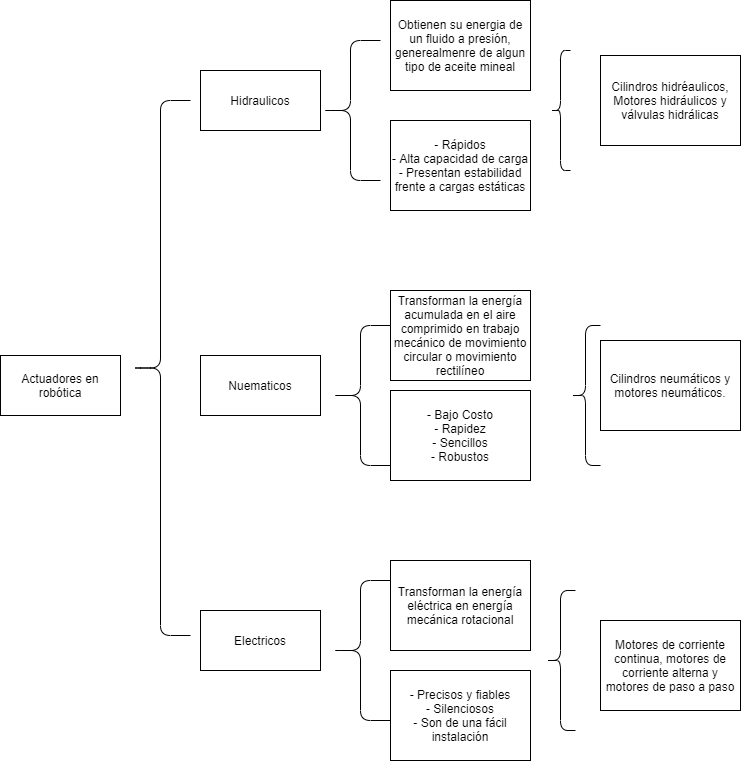 Actuadores en
robótica
Hidraulicos
Obtienen su energia de
un fluido a presión,
generealmenre de algun
tipo de aceite mineal
- Rápidos
- Alta capacidad de carga
- Presentan estabilidad
frente a cargas estáticas
Cilindros hidréaulicos,
Motores hidráulicos y
válvulas hidrálicas
Nuematicos
Transforman la energía
acumulada en el aire
comprimido en trabajo
mecánico de movimiento
circular o movimiento
rectilíneo
- Bajo Costo
- Rapidez
- Sencillos
- Robustos
Cilindros neumáticos y
motores neumáticos.
Electricos
Transforman la energía
eléctrica en energía
mecánica rotacional
- Precisos y fiables
- Silenciosos
- Son de una fácil
instalación
Motores de corriente
continua, motores de
corriente alterna y
motores de paso a paso